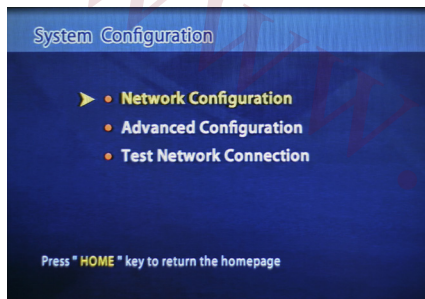 System Configuration
Network Configuration
Advanced Configuration
Test Network Connection
Press " HOME " key to return the homepage